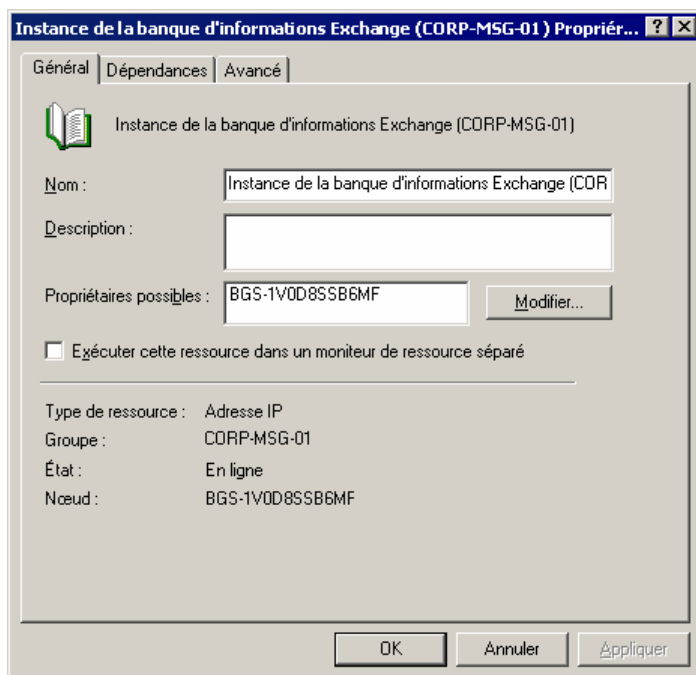 Instance de la banque d'informations Exchange (CORP-MSG-01) Propriér... ? X
Général Dépendances Avancé
Instance de la banque d'informations Exchange (CORP-MSG-01)
Nom : Instance de la banque d'informations Exchange (COR
Description :
Propriétaires possibles : BGS-1V0D8SSB6MF Modifier...
Exécuter cette ressource dans un moniteur de ressource séparé
Type de ressource : Adresse IP
Groupe : CORP-MSG-01
État : En ligne
Nœud : BGS-1V0D8SSB6MF
OK Annuler Appliquer